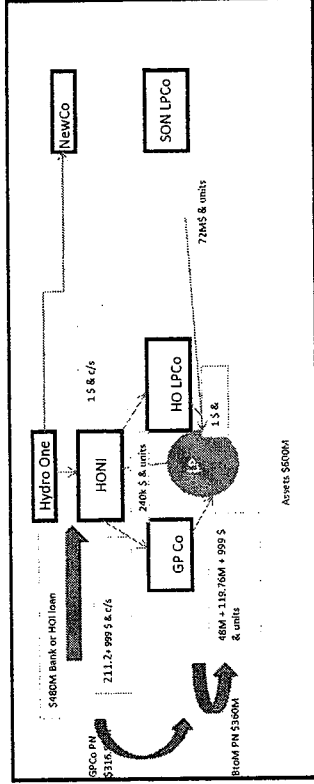 Hydro One
NewCo
$480M Bank or HOI loan
HONI
1 $ & c/s
211.2+ 999 $ & c/s
GPCo PN
$316.
240k $ & units
GP Co
HO LPCo
SON LPCo
LP
72M$ & units
1 $ &
48M + 119.76M + 999 $
& units
BtoM PN $360M
Assets $600M